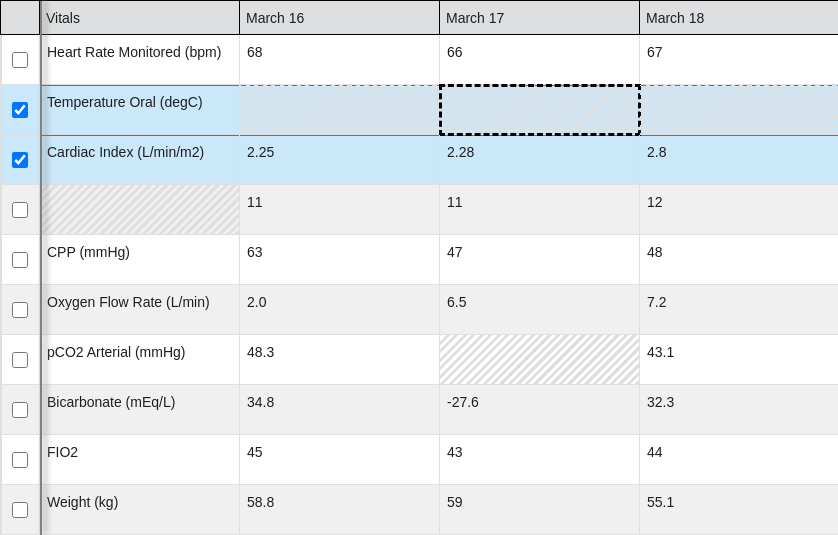 Vitals March 16 March 17 March 18
Heart Rate Monitored (bpm) 68 66 67
Temperature Oral (degC)
Cardiac Index (L/min/m2) 2.25 2.28 2.8
11 11 12
CPP (mmHg) 63 47 48
Oxygen Flow Rate (L/min) 2.0 6.5 7.2
pCO2 Arterial (mmHg) 48.3 43.1
Bicarbonate (mEq/L) 34.8 -27.6 32.3
FIO2 45 43 44
Weight (kg) 58.8 59 55.1